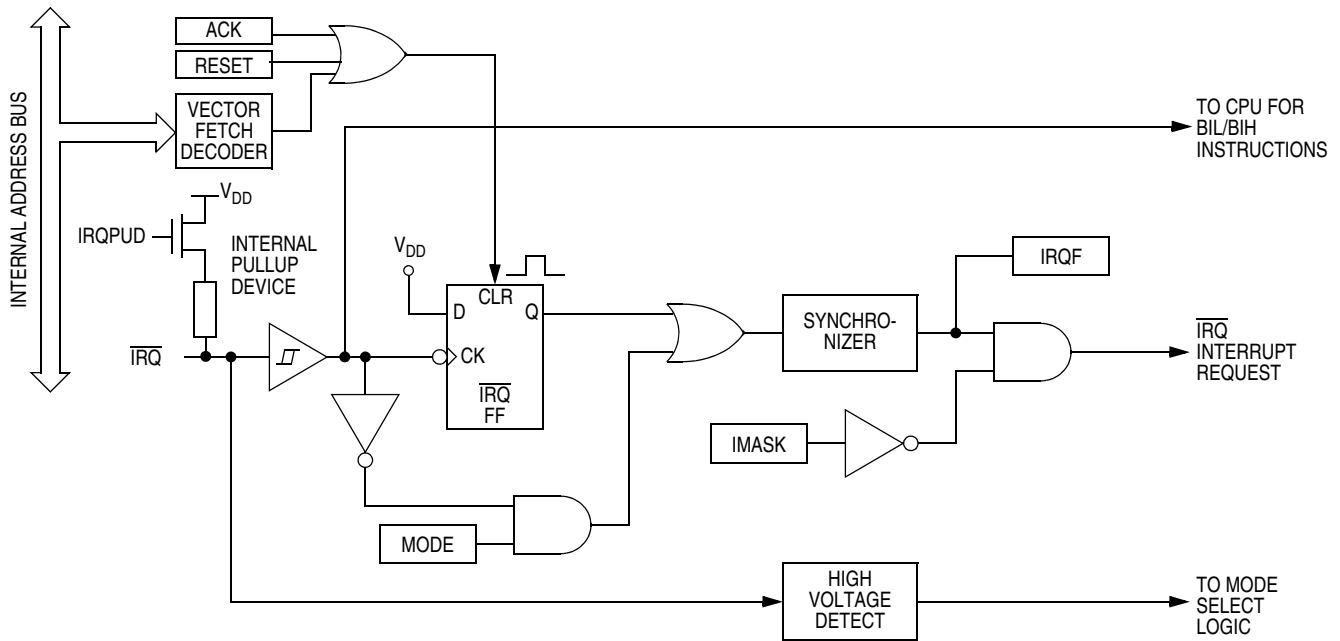 INTERNAL ADDRESS BUS
ACK
RESET
VECTOR
FETCH
DECODER
TO CPU FOR
BIL/BIH
INSTRUCTIONS
VDD
IRQPUD
INTERNAL
PULLUP
DEVICE
VDD
CLR
D
Q
CK
IRQ
FF
IRQ
SYNCHRO-
NIZER
IRQF
IRQ
INTERRUPT
REQUEST
IMASK
MODE
HIGH
VOLTAGE
DETECT
TO MODE
SELECT
LOGIC